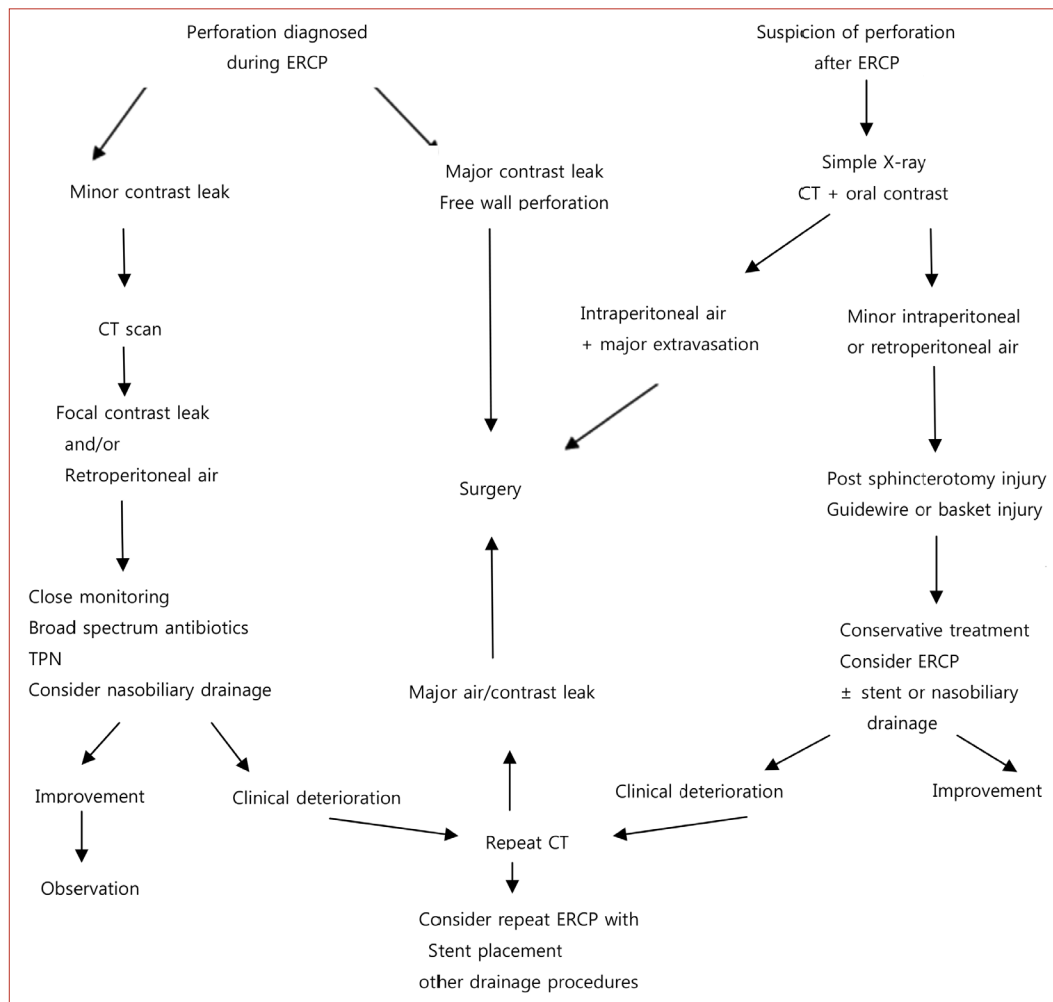 Perforation diagnosed
during ERCP
Suspicion of perforation
after ERCP
Minor contrast leak
Major contrast leak
Free wall perforation
Simple X-ray
CT + oral contrast
CT scan
Intraperitoneal air
+ major extravasation
Minor intraperitoneal
or retroperitoneal air
Focal contrast leak
and/or
Retroperitoneal air
Surgery
Post sphincterotomy injury
Guidewire or basket injury
Close monitoring
Broad spectrum antibiotics
TPN
Consider nasobiliary drainage
Major air/contrast leak
Conservative treatment
Consider ERCP
± stent or nasobiliary
drainage
Improvement
Clinical deterioration
Clinical deterioration
Improvement
Repeat CT
Observation
Consider repeat ERCP with
Stent placement
other drainage procedures